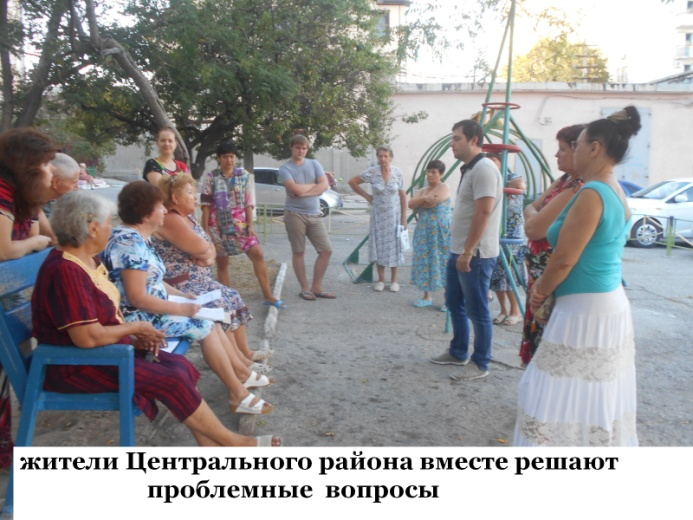 жители Центрального района вместе решают
проблемные вопросы